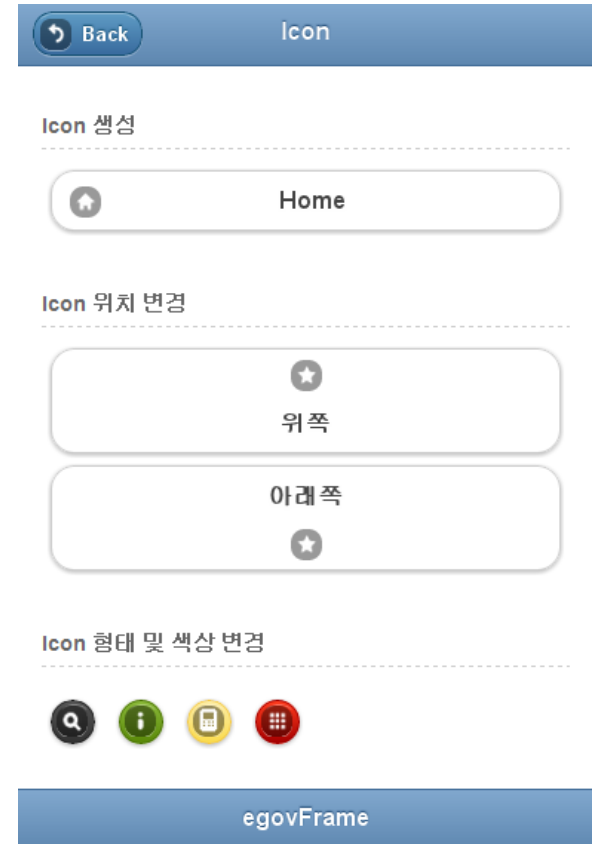 Back
Icon
Icon 생성
Home
Icon 위치 변경
위쪽
아래쪽
Icon 형태 및 색상 변경
egovFrame